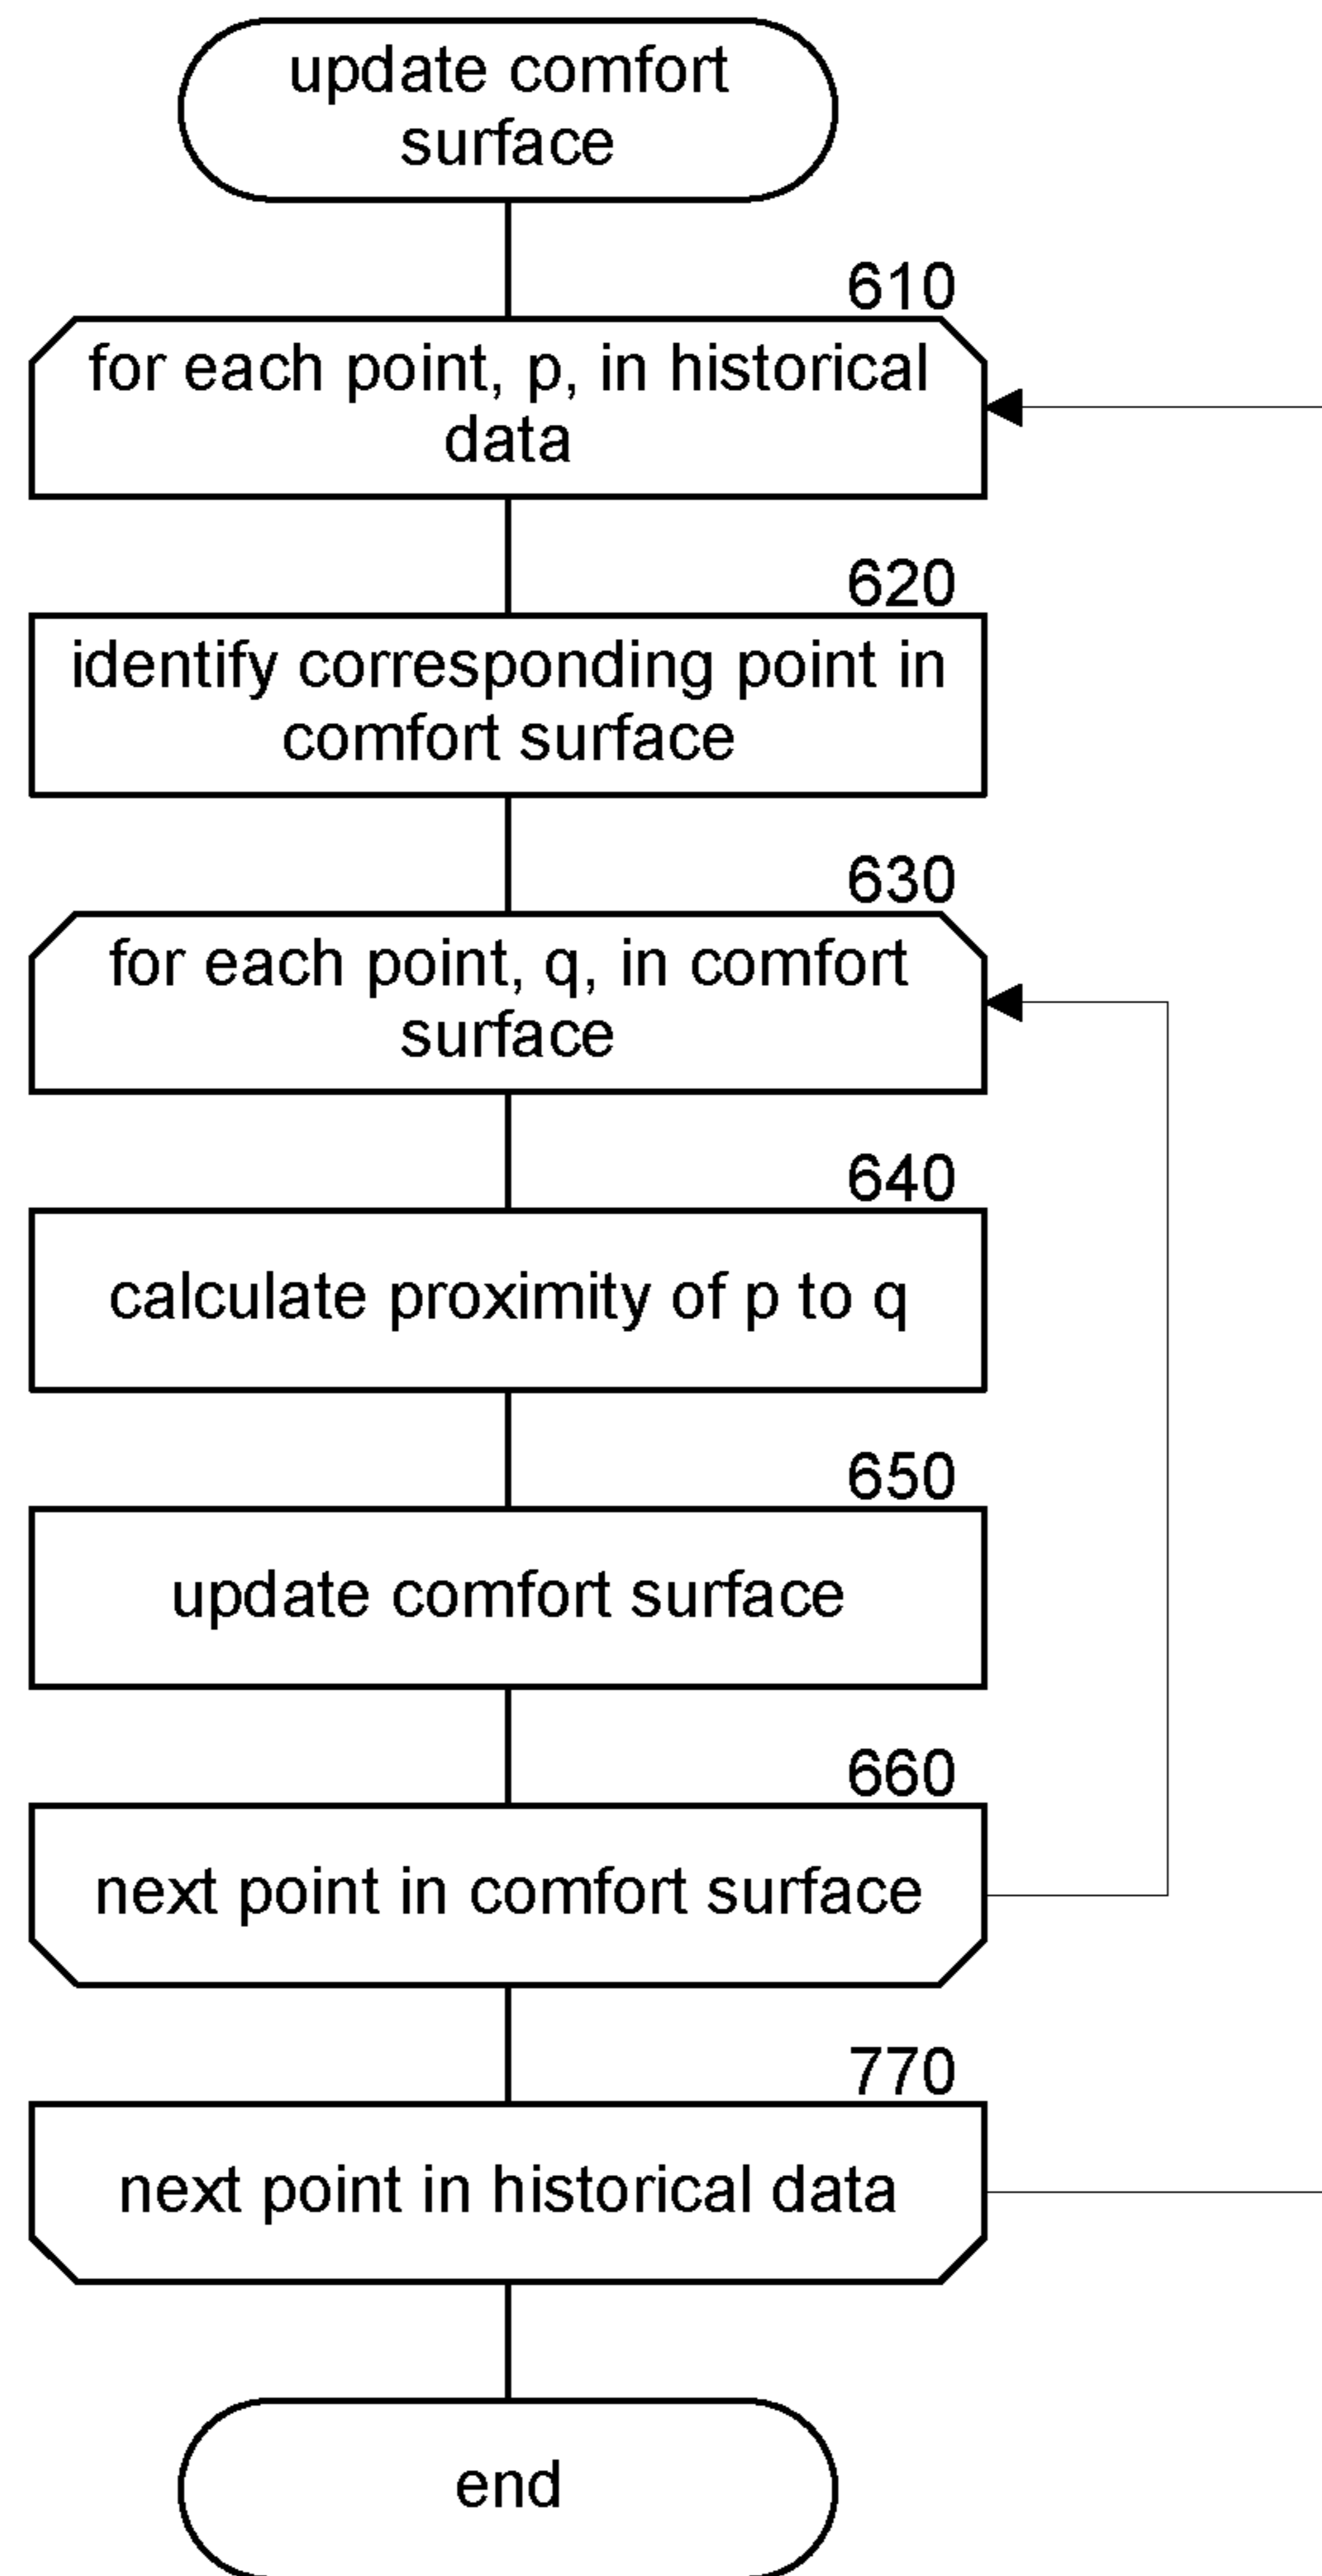 update comfort
surface
610
for each point, p, in historical
data
620
identify corresponding point in
comfort surface
630
for each point, q, in comfort
surface
640
calculate proximity of p to q
650
update comfort surface
660
next point in comfort surface
770
next point in historical data
end